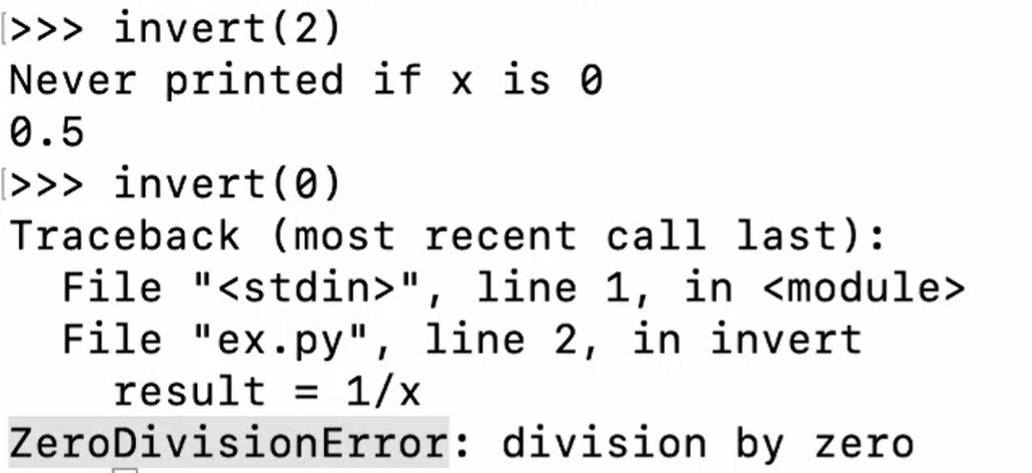 >>> invert(2)
Never printed if x is 0
0.5
>>> invert(0)
Traceback (most recent call last):
  File "<stdin>", line 1, in <module>
  File "ex.py", line 2, in invert
    result = 1/x
ZeroDivisionError: division by zero